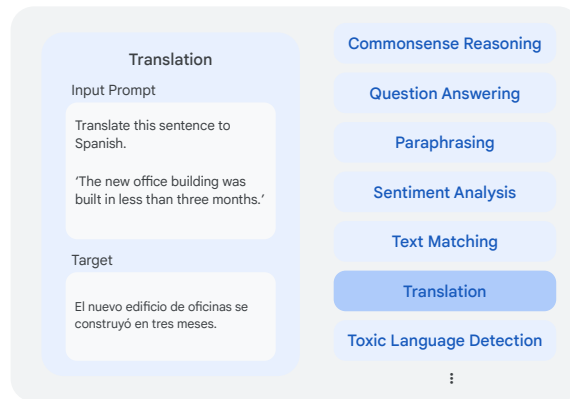 Translation
Input Prompt
Translate this sentence to
Spanish.
‘The new office building was
built in less than three months.’
Target
El nuevo edificio de oficinas se
construyó en tres meses.
Commonsense Reasoning
Question Answering
Paraphrasing
Sentiment Analysis
Text Matching
Translation
Toxic Language Detection